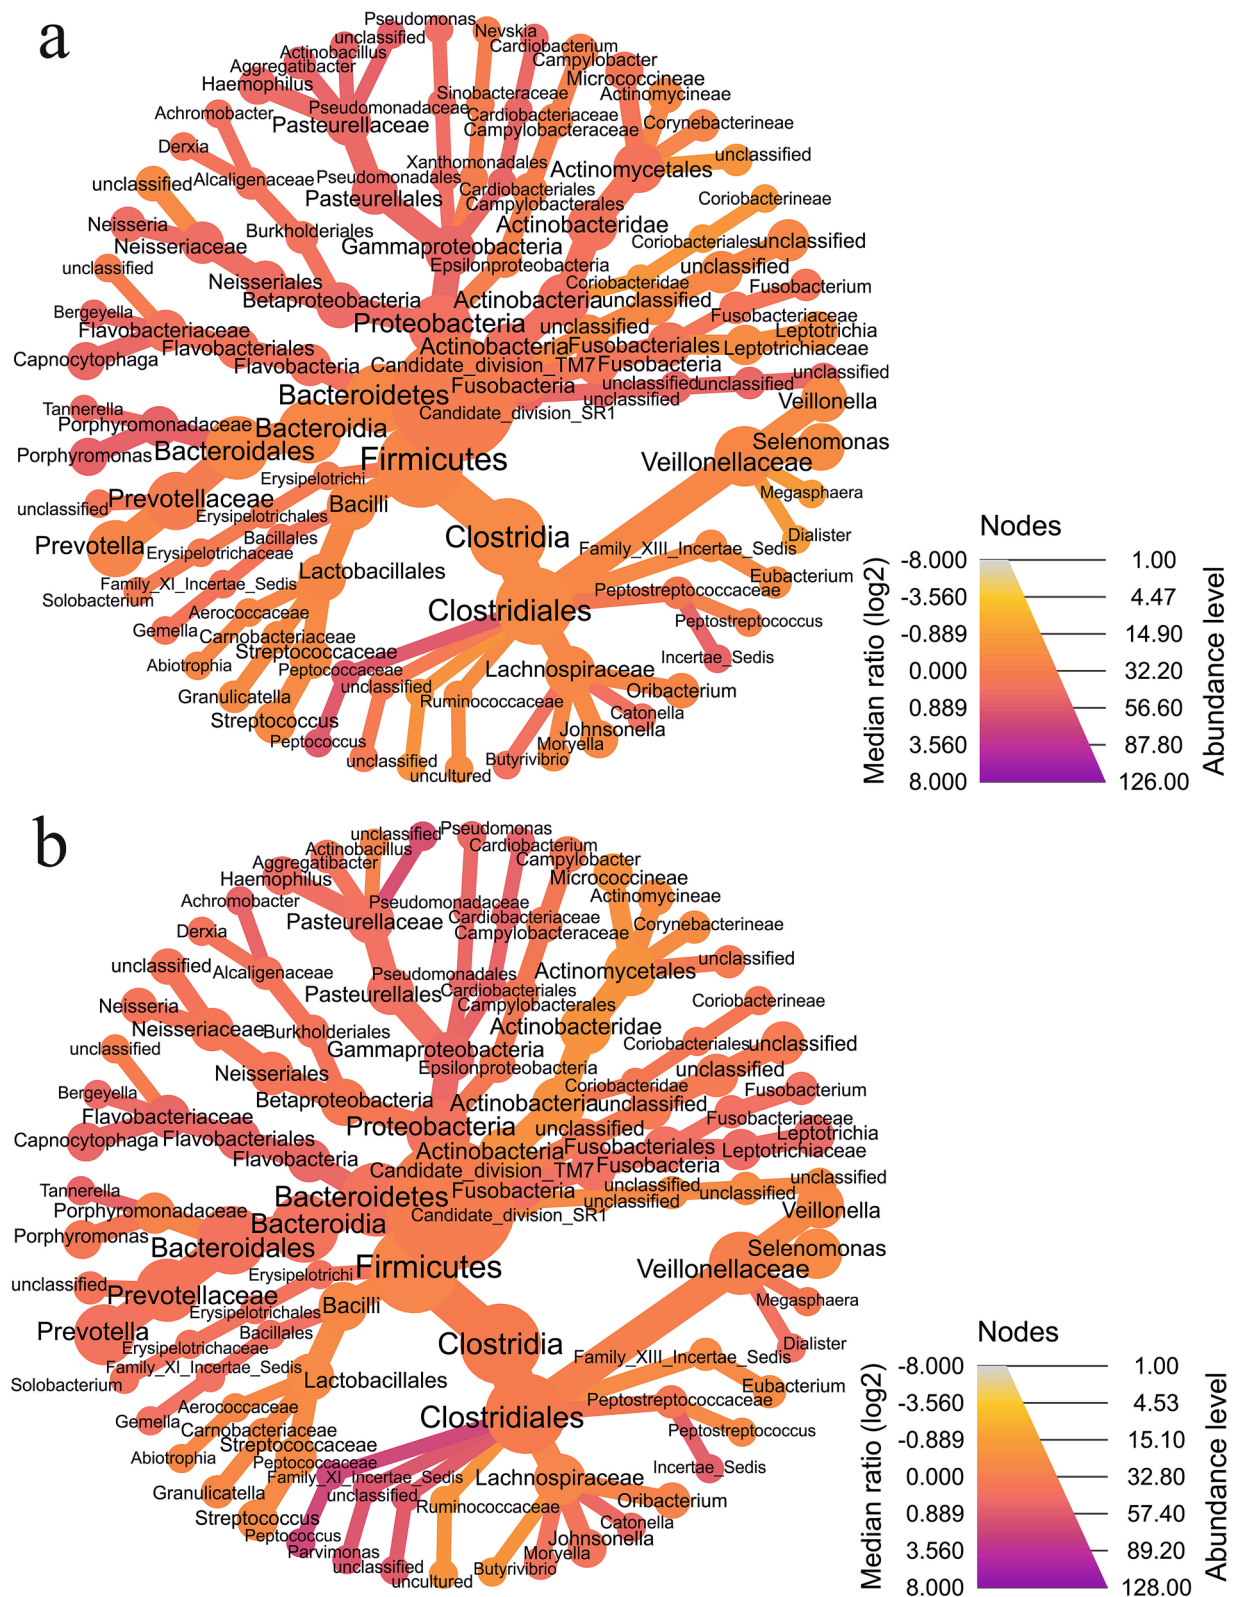 a
Pseudomonas
unclassified
Nevskia
Actinobacillus
Cardiobacterium
Aggregatibacter
Campylobacter
Haemophilus
Micrococcineae
Sinobacteraceae
Actinomycineae
Achromobacter
Pseudomonadaceae
Cardiobacteriaceae
Pasteurellaceae
Campylobacteraceae
Corynebacterineae
Derxia
unclassified
Xanthomonadales
Actinomycetales
unclassified
Alcaligenaceae
Pseudomonadales
Cardiobacteriales
Pasteurellales
Campylobacterales
Coriobacterineae
Neisseria
Burkholderiales
Actinobacteridae
Neisseriaceae
Gammaproteobacteria
Coriobacteriales
unclassified
unclassified
Epsilonproteobacteria
unclassified
Neisseriales
Coriobacteridae
Fusobacterium
Betaproteobacteria
Actinobacteria
unclassified
Bergeyella
Proteobacteria
unclassified
Fusobacteriaceae
Flavobacteriaceae
Leptotrichia
Flavobacteriales
Actinobacteria
Fusobacteriales
Leptotrichiaceae
Capnocytophaga
Flavobacteria
Candidate_division_TM7
Fusobacteria
unclassified
Bacteroidetes
Fusobacteria
unclassified
unclassified
unclassified
Veillonella
Tannerella
Candidate_division_SR1
Porphyromonadaceae
Bacteroidia
Selenomonas
Porphyromonas
Bacteroidales
Firmicutes
Veillonellaceae
Erysipelotrichi
Megasphaera
unclassified
Prevotellaceae
Bacilli
Erysipelotrichales
Prevotella
Bacillales
Clostridia
Dialister
Erysipelotrichaceae
Family_XIII_Incertae_Sedis
Family_XI_Incertae_Sedis
Lactobacillales
Eubacterium
Solobacterium
Peptostreptococcaceae
Aerococcaceae
Clostridiales
Gemella
Carnobacteriaceae
Peptostreptococcus
Streptococcaceae
Abiotrophia
Peptococcaceae
Lachnospiraceae
Incertae_Sedis
unclassified
Granulicatella
Ruminococcaceae
Oribacterium
Streptococcus
Catonella
Peptococcus
Johnsonella
Moryella
unclassified
Butyrivibrio
uncultured
Nodes
Median ratio (log2)
Abundance level
-8.000 1.00
-3.560 4.47
-0.889 14.90
0.000 32.20
0.889 56.60
3.560 87.80
8.000 126.00
b
unclassified
Pseudomonas
Actinobacillus
Cardiobacterium
Aggregatibacter
Campylobacter
Haemophilus
Micrococcineae
Achromobacter
Pseudomonadaceae
Actinomycineae
Pasteurellaceae
Cardiobacteriaceae
Derxia
Campylobacteraceae
Corynebacterineae
unclassified
Alcaligenaceae
Pseudomonadales
Actinomycetales
unclassified
Pasteurellales
Cardiobacteriales
Neisseria
Campylobacterales
Coriobacterineae
Neisseriaceae
Burkholderiales
Actinobacteridae
unclassified
Gammaproteobacteria
Coriobacteriales
unclassified
Neisseriales
Epsilonproteobacteria
unclassified
Coriobacteridae
Fusobacterium
Bergeyella
Betaproteobacteria
Actinobacteria
unclassified
Flavobacteriaceae
Proteobacteria
unclassified
Fusobacteriaceae
Capnocytophaga
Flavobacteriales
Leptotrichia
Flavobacteria
Actinobacteria
Fusobacteriales
Leptotrichiaceae
Candidate_division_TM7
Fusobacteria
Tannerella
Bacteroidetes
Fusobacteria
unclassified
unclassified
unclassified
unclassified
Porphyromonadaceae
Bacteroidia
Candidate_division_SR1
Veillonella
Porphyromonas
Bacteroidales
Selenomonas
Erysipelotrichi
Firmicutes
Veillonellaceae
unclassified
Prevotellaceae
Bacilli
Megasphaera
Erysipelotrichales
Prevotella
Bacillales
Clostridia
Dialister
Erysipelotrichaceae
Family_XIII_Incertae_Sedis
Family_XI_Incertae_Sedis
Lactobacillales
Eubacterium
Solobacterium
Peptostreptococcaceae
Aerococcaceae
Clostridiales
Gemella
Carnobacteriaceae
Peptostreptococcus
Streptococcaceae
Abiotrophia
Peptococcaceae
Incertae_Sedis
Family_XI_Incertae_Sedis
Lachnospiraceae
Granulicatella
unclassified
Ruminococcaceae
Oribacterium
Streptococcus
Catonella
Peptococcus
Johnsonella
Parvimonas
Moryella
unclassified
Butyrivibrio
uncultured
Nodes
Median ratio (log2)
Abundance level
-8.000 1.00
-3.560 4.53
-0.889 15.10
0.000 32.80
0.889 57.40
3.560 89.20
8.000 128.00